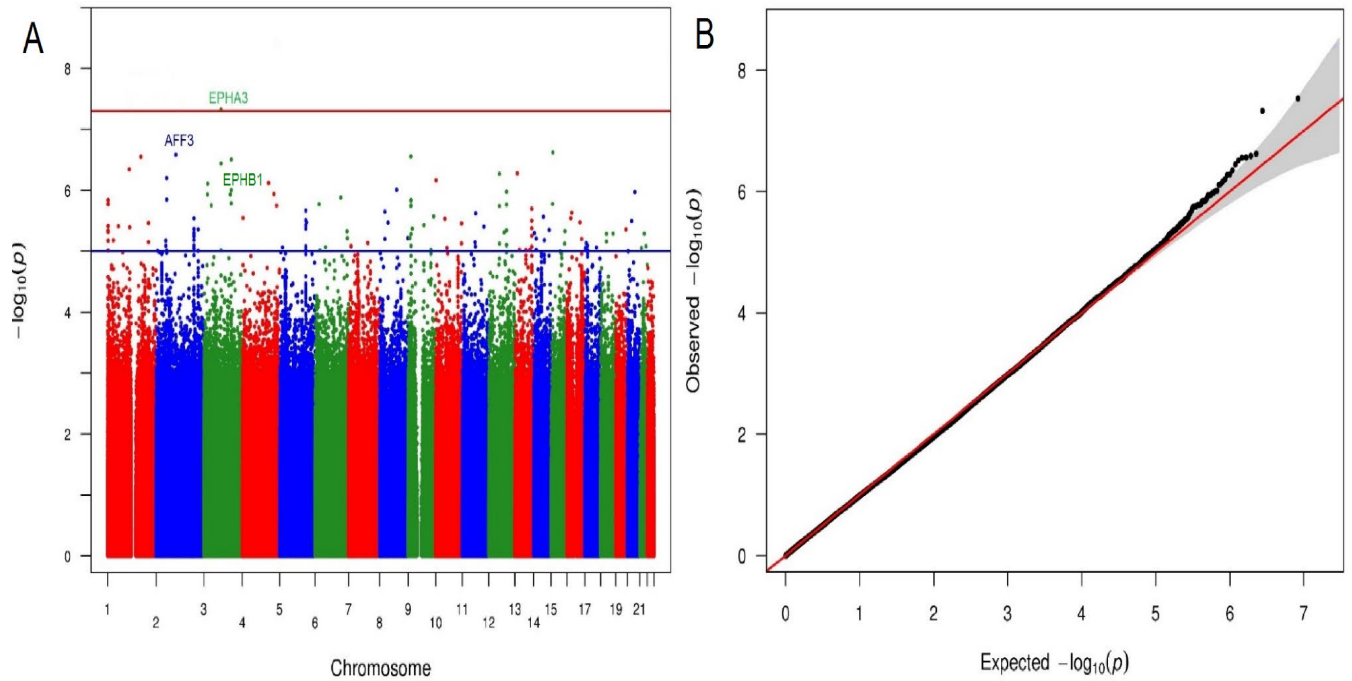 A
8
6
4
2
0
−log₁₀(p)
EPHA3
AFF3
EPHB1
1
2
3
4
5
6
7
8
9
10
11
12
13
14
15
17
19
21
Chromosome
B
8
6
4
2
0
Observed −log₁₀(p)
0 1 2 3 4 5 6 7
Expected −log₁₀(p)